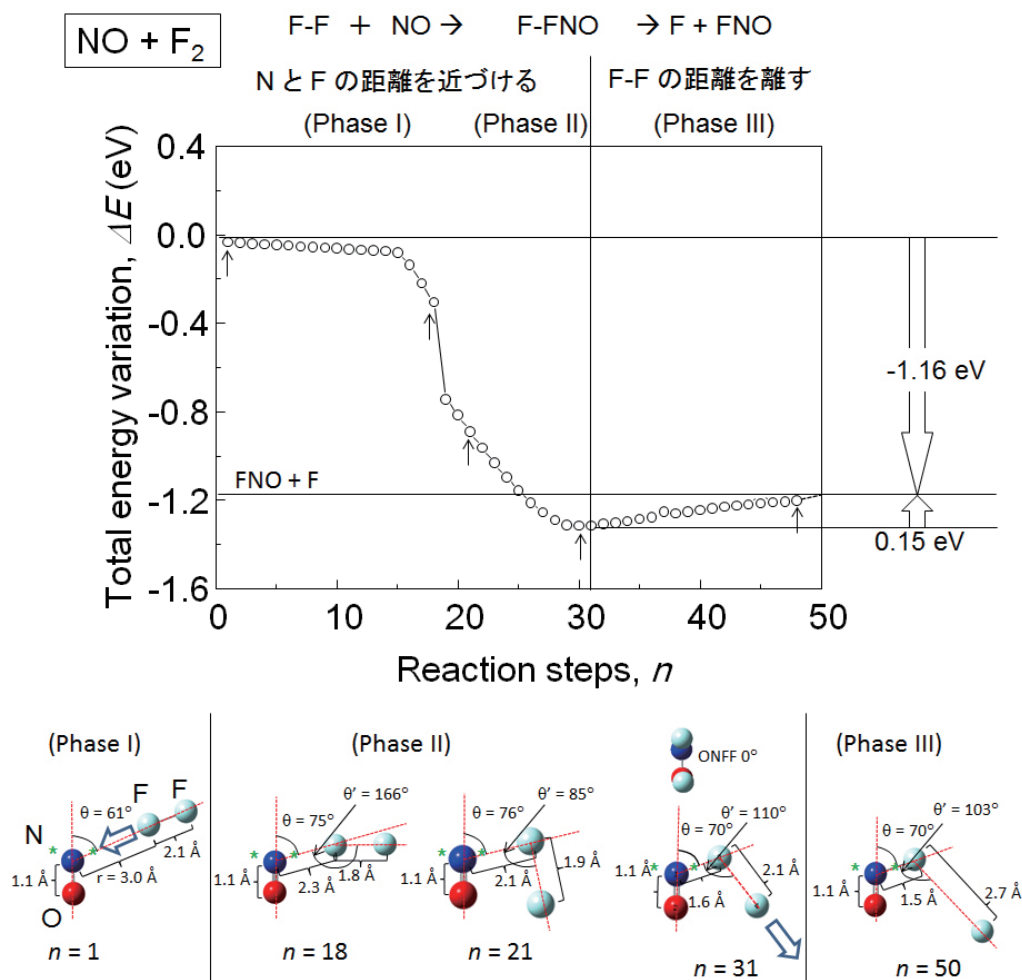 NO + F2
F-F + NO → F-FNO → F + FNO
N と F の距離を近づける
F-F の距離を離す
(Phase I)
(Phase II)
(Phase III)
Total energy variation, ΔE (eV)
0.4
0.0
-0.4
-0.8
-1.2
-1.6
FNO + F
-1.16 eV
0.15 eV
0
10
20
30
40
50
Reaction steps, n
(Phase I)
θ = 61°
F
F
N
*
*
2.1 Å
r = 3.0 Å
1.1 Å
O
n = 1
(Phase II)
θ' = 166°
θ = 75°
*
*
1.8 Å
1.1 Å
2.3 Å
n = 18
θ' = 85°
θ = 76°
*
*
1.9 Å
1.1 Å
2.1 Å
n = 21
ONFF 0°
θ' = 110°
θ = 70°
*
*
2.1 Å
1.1 Å
1.6 Å
n = 31
(Phase III)
θ' = 103°
θ = 70°
*
*
2.7 Å
1.1 Å
1.5 Å
n = 50